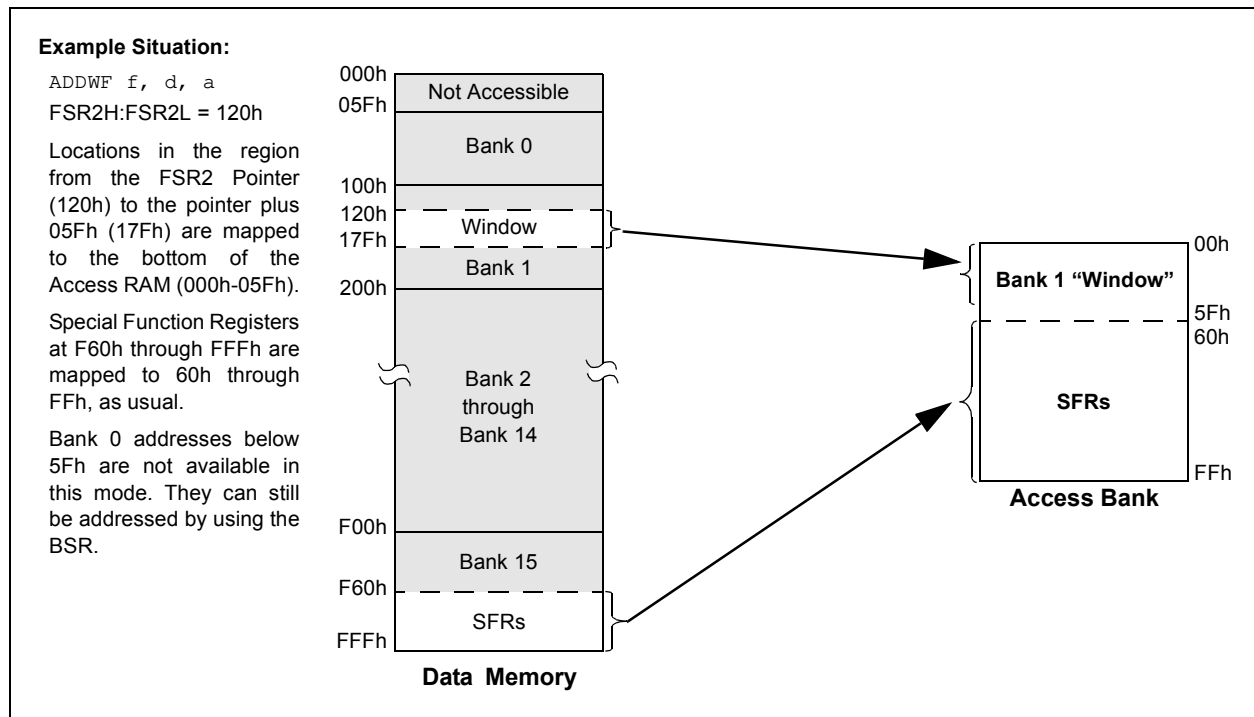 Example Situation:
ADDWF f, d, a
FSR2H:FSR2L = 120h
Locations in the region
from the FSR2 Pointer
(120h) to the pointer plus
05Fh (17Fh) are mapped
to the bottom of the
Access RAM (000h-05Fh).
Special Function Registers
at F60h through FFFh are
mapped to 60h through
FFh, as usual.
Bank 0 addresses below
5Fh are not available in
this mode. They can still
be addressed by using the
BSR.
000h
Not Accessible
05Fh
Bank 0
100h
120h
Window
17Fh
Bank 1
200h
Bank 2
through
Bank 14
F00h
Bank 15
F60h
SFRs
FFFh
Data Memory
00h
Bank 1 “Window”
5Fh
60h
SFRs
FFh
Access Bank